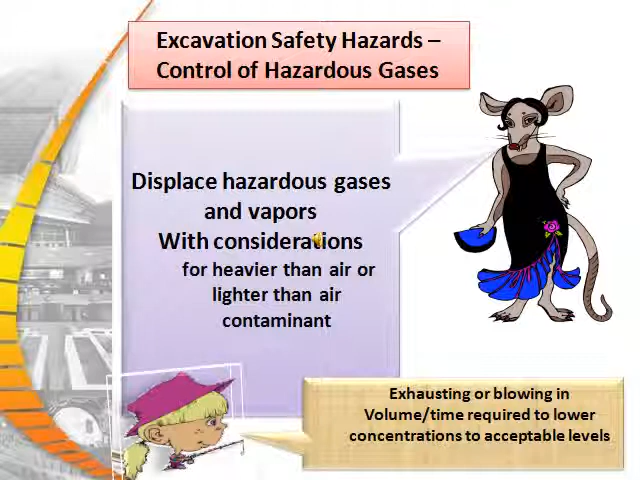 Excavation Safety Hazards –
Control of Hazardous Gases
Displace hazardous gases
and vapors
With considerations
for heavier than air or
lighter than air
contaminant
Exhausting or blowing in
Volume/time required to lower
concentrations to acceptable levels